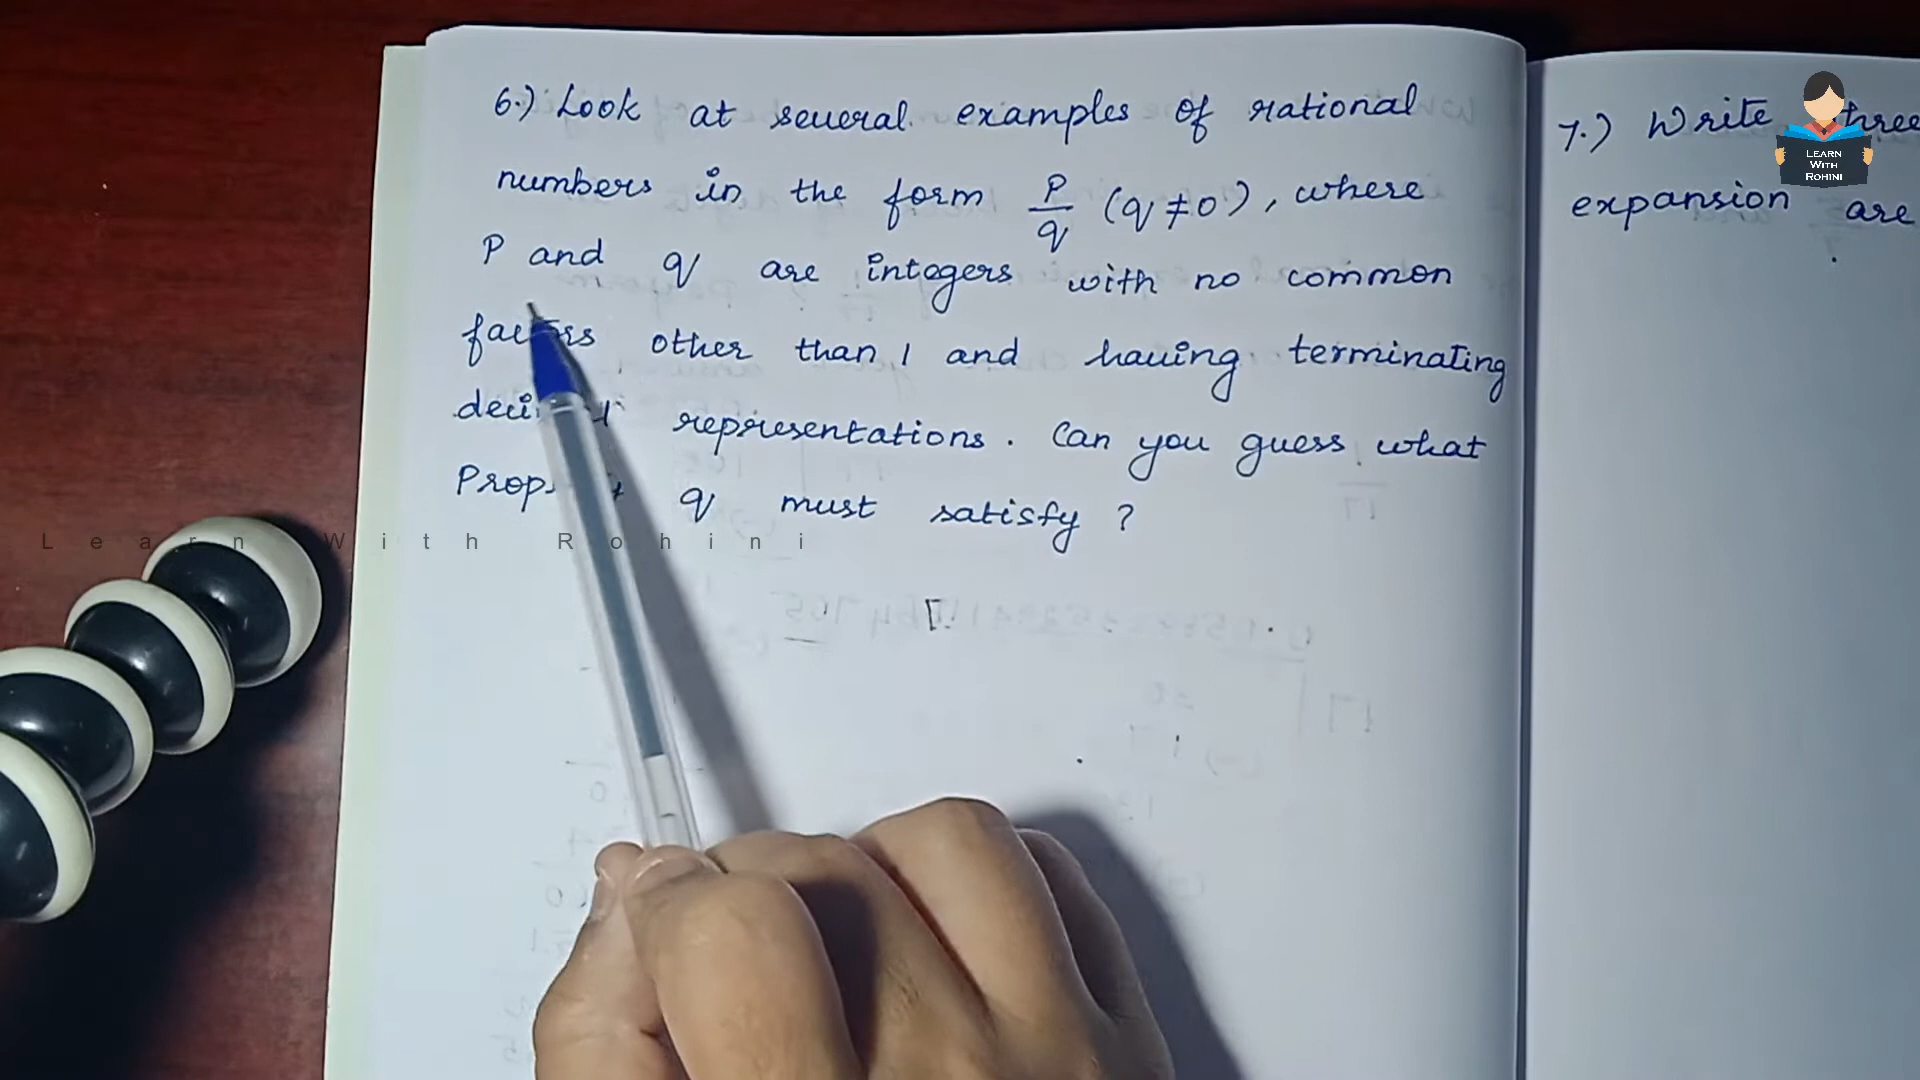 6.) Look at several examples of rational
numbers in the form P/q (q ≠ 0), where
P and q are integers with no common
other than 1 and having terminating
representations. Can you guess what
q must satisfy ?
7.) Write three
expansion are
LEARN
WITH
ROHINI
Learn With Rohini